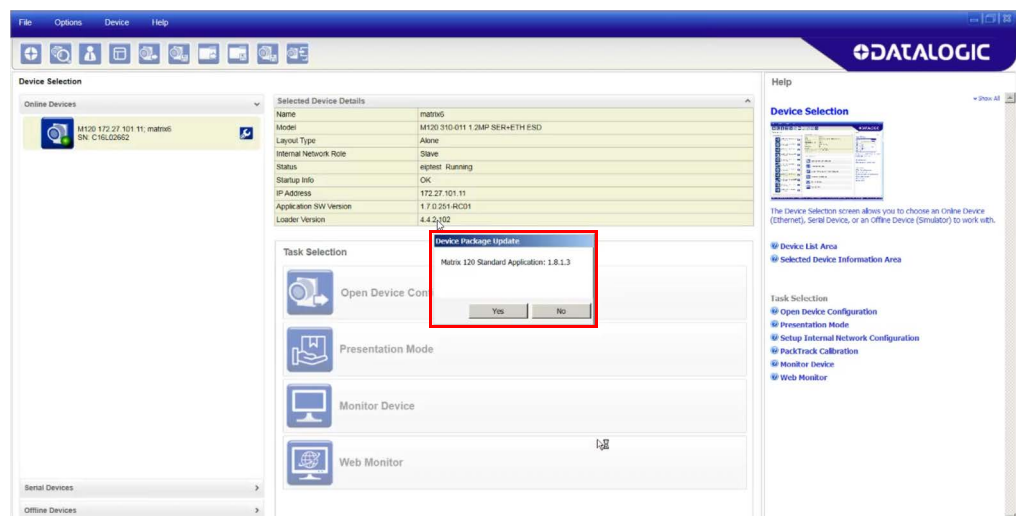 File Options Device Help
DATALOGIC
Device Selection
Online Devices
M120 172.27.101.11; matrix6
SN: C16L02662
Serial Devices
Offline Devices
Selected Device Details
Name matrix6
Model M120 310-011 1.2MP SER+ETH ESD
Layout Type Alone
Internal Network Role Slave
Status eiptest Running
Startup Info OK
IP Address 172.27.101.11
Application SW Version 1.7.0.251-RC01
Loader Version 4.4.2.102
Task Selection
Open Device Con
Presentation Mode
Monitor Device
Web Monitor
Device Package Update
Matrix 120 Standard Application: 1.8.1.3
Yes No
Help
Show All
Device Selection
The Device Selection screen allows you to choose an Online Device
(Ethernet), Serial Device, or an Offline Device (Simulator) to work with.
Device List Area
Selected Device Information Area
Task Selection
Open Device Configuration
Presentation Mode
Setup Internal Network Configuration
PackTrack Calibration
Monitor Device
Web Monitor